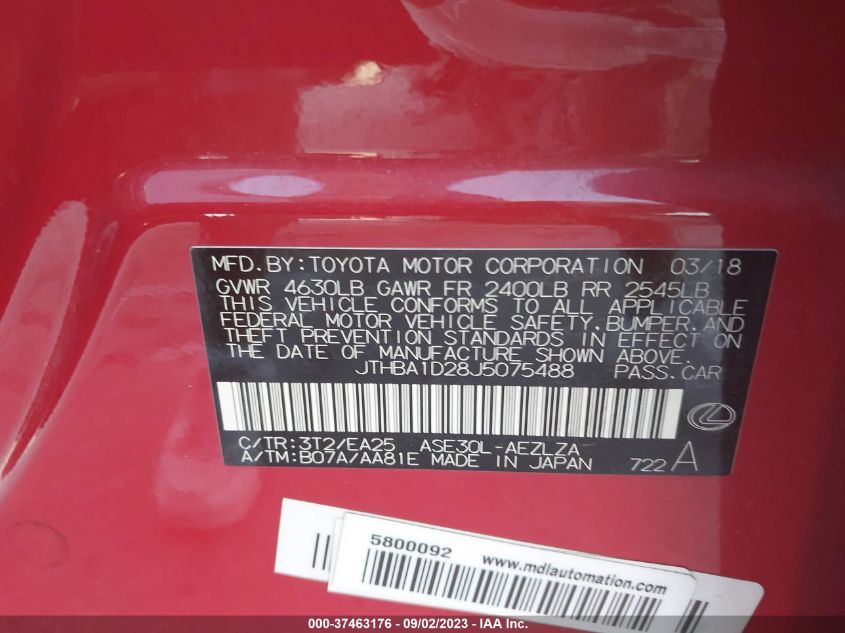 MFD.BY:TOYOTA MOTOR CORPORATION 03/18
GVWR 4630LB GAWR FR 2400LB RR 2545LB
THIS VEHICLE CONFORMS TO ALL APPLICABLE
FEDERAL MOTOR VEHICLE SAFETY,BUMPER,AND
THEFT PREVENTION STANDARDS IN EFFECT ON
THE DATE OF MANUFACTURE SHOWN ABOVE.
JTHBA1D28J5075488 PASS.CAR
C/TR:3T2/EA25 ASE30L-AEZLZA
A/TM:B07A/AA81E MADE IN JAPAN 722 A
5800092 www.mdlautomation.com
000-37463176 - 09/02/2023 - IAA Inc.